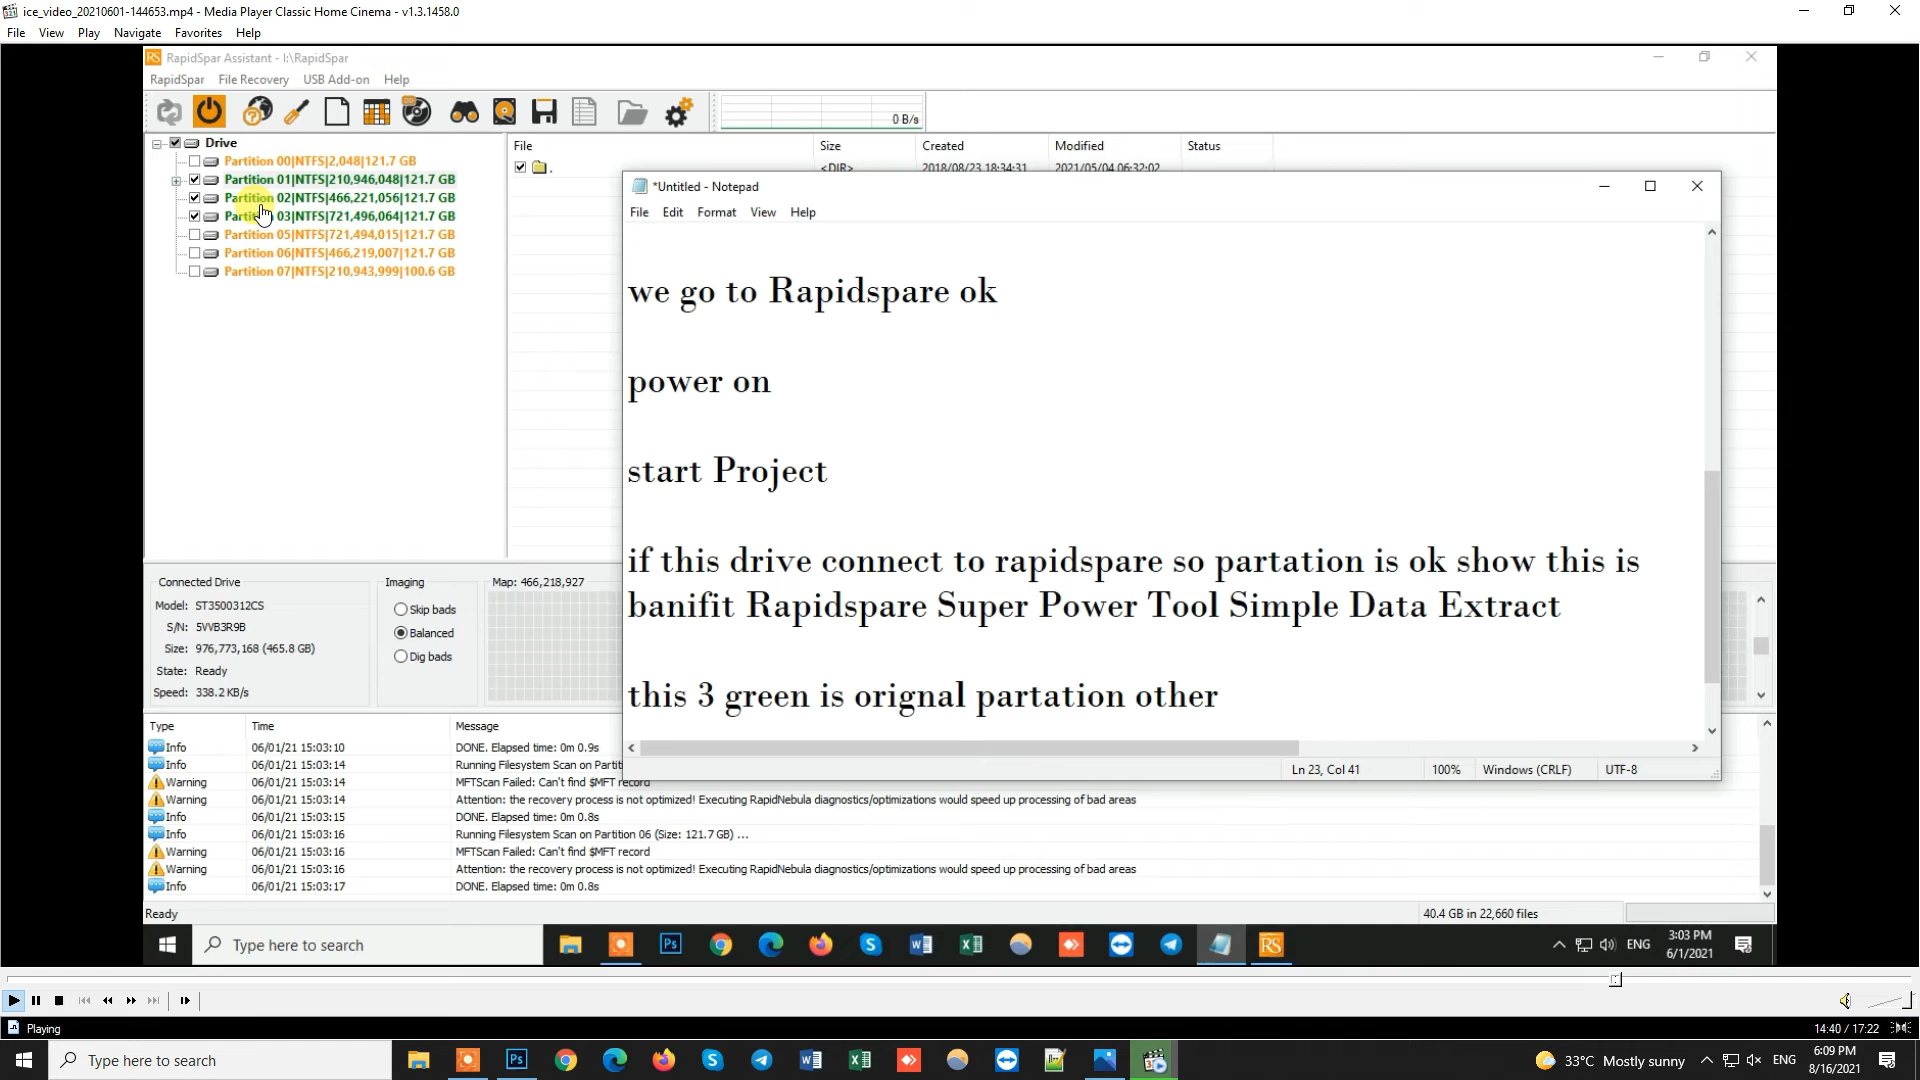 ice_video_20210601-144653.mp4 - Media Player Classic Home Cinema - v1.3.1458.0
File View Play Navigate Favorites Help
RS RapidSpar Assistant - I:\RapidSpar
RapidSpar File Recovery USB Add-on Help
0 B/s
Drive
Partition 00|NTFS|2,048|121.7 GB
Partition 01|NTFS|210,946,048|121.7 GB
Partition 02|NTFS|466,221,056|121.7 GB
Partition 03|NTFS|721,496,064|121.7 GB
Partition 05|NTFS|721,494,015|121.7 GB
Partition 06|NTFS|466,219,007|121.7 GB
Partition 07|NTFS|210,943,999|100.6 GB
File Size Created Modified Status
. <DIR> 2018/08/23 18:34:31 2021/05/04 06:32:02
*Untitled - Notepad
File Edit Format View Help
we go to Rapidspare ok
power on
start Project
if this drive connect to rapidspare so partation is ok show this is
banifit Rapidspare Super Power Tool Simple Data Extract
this 3 green is orignal partation other
Ln 23, Col 41 100% Windows (CRLF) UTF-8
Connected Drive
Model: ST3500312CS
S/N: 5VVB3R9B
Size: 976,773,168 (465.8 GB)
State: Ready
Speed: 338.2 KB/s
Imaging
Skip bads
Balanced
Dig bads
Map: 466,218,927
Type Time Message
Info 06/01/21 15:03:10 DONE. Elapsed time: 0m 0.9s
Info 06/01/21 15:03:14 Running Filesystem Scan on Partit
Warning 06/01/21 15:03:14 MFTScan Failed: Can't find $MFT record
Warning 06/01/21 15:03:14 Attention: the recovery process is not optimized! Executing RapidNebula diagnostics/optimizations would speed up processing of bad areas
Info 06/01/21 15:03:15 DONE. Elapsed time: 0m 0.8s
Info 06/01/21 15:03:16 Running Filesystem Scan on Partition 06 (Size: 121.7 GB) ...
Warning 06/01/21 15:03:16 MFTScan Failed: Can't find $MFT record
Warning 06/01/21 15:03:16 Attention: the recovery process is not optimized! Executing RapidNebula diagnostics/optimizations would speed up processing of bad areas
Info 06/01/21 15:03:17 DONE. Elapsed time: 0m 0.8s
Ready 40.4 GB in 22,660 files
Type here to search Ps RS ENG 3:03 PM
6/1/2021
Playing 14:40 / 17:22
Type here to search Ps 33°C Mostly sunny ENG 6:09 PM
8/16/2021